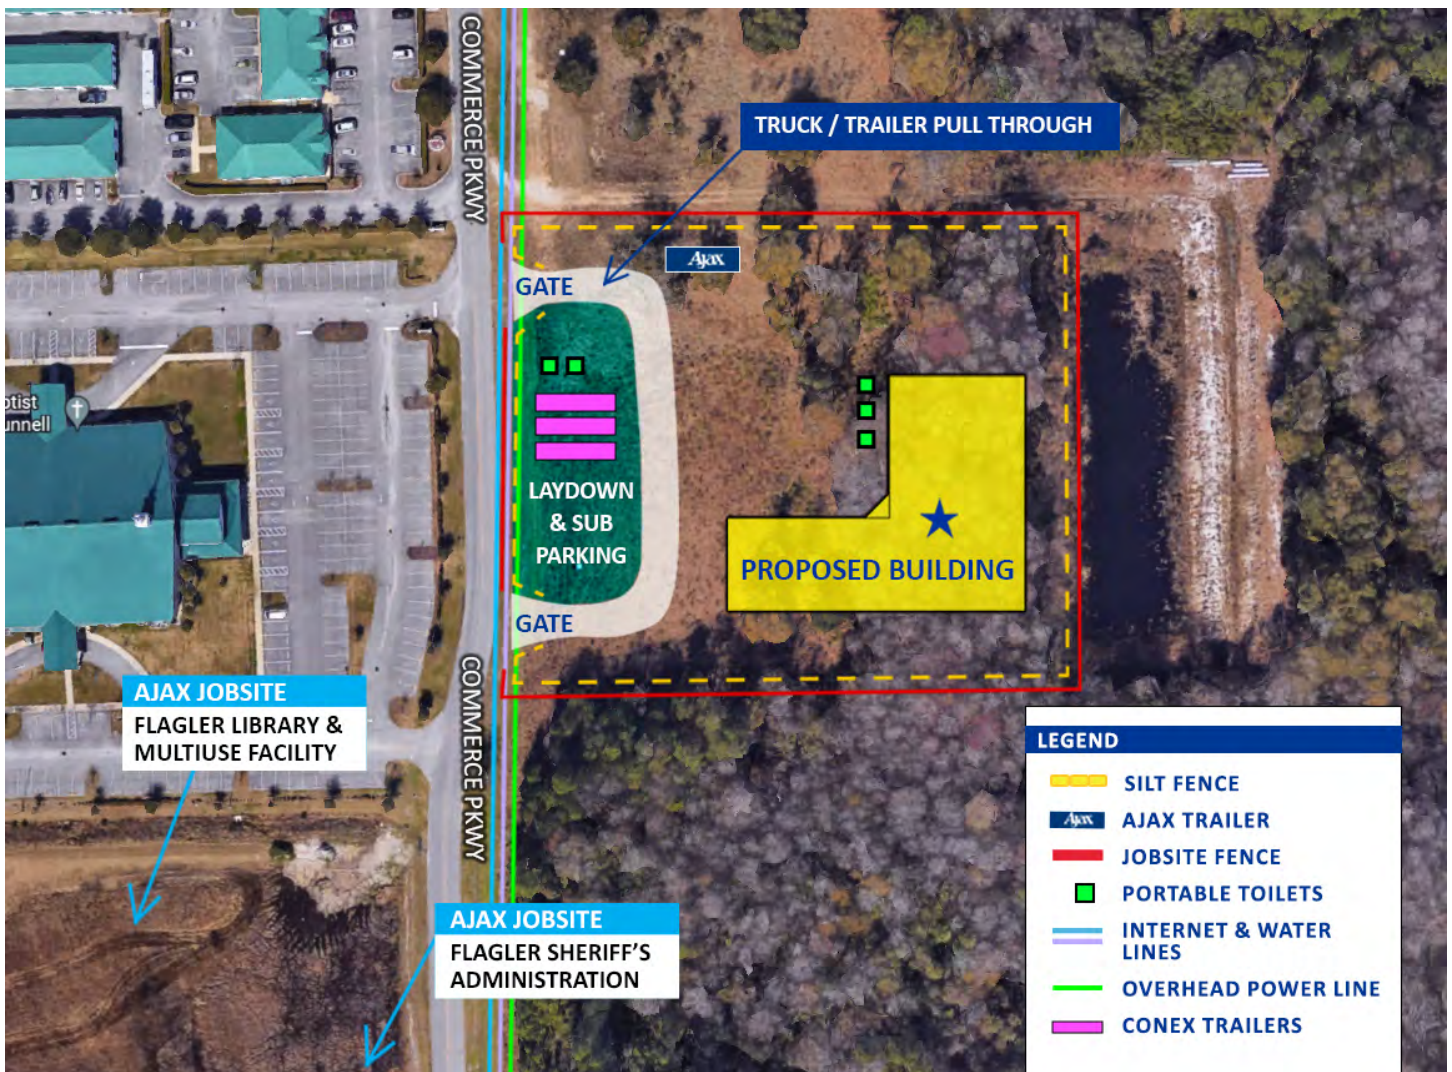 COMMERCE PKWY
TRUCK / TRAILER PULL THROUGH
Ajax
GATE
LAYDOWN
& SUB
PARKING
PROPOSED BUILDING
GATE
ptist
unnell
COMMERCE PKWY
AJAX JOBSITE
FLAGLER LIBRARY &
MULTIUSE FACILITY
AJAX JOBSITE
FLAGLER SHERIFF'S
ADMINISTRATION
LEGEND
SILT FENCE
Ajax
AJAX TRAILER
JOBSITE FENCE
PORTABLE TOILETS
INTERNET & WATER
LINES
OVERHEAD POWER LINE
CONEX TRAILERS